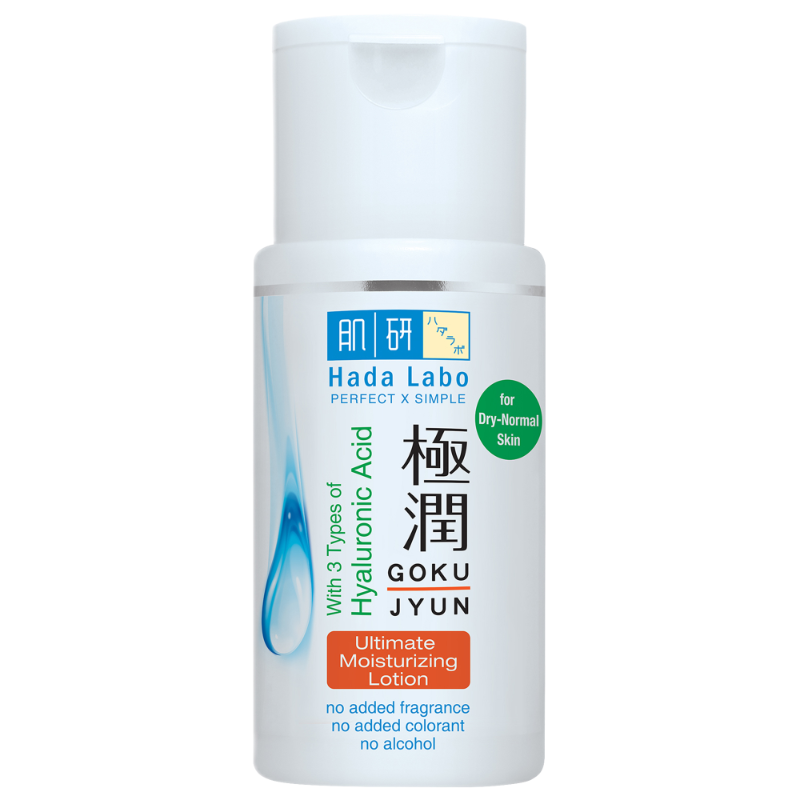 肌研
ハダラボ
Hada Labo
PERFECT X SIMPLE
for
Dry-Normal
Skin
With 3 Types of
Hyaluronic Acid
極潤
GOKU
JYUN
Ultimate
Moisturizing
Lotion
no added fragrance
no added colorant
no alcohol